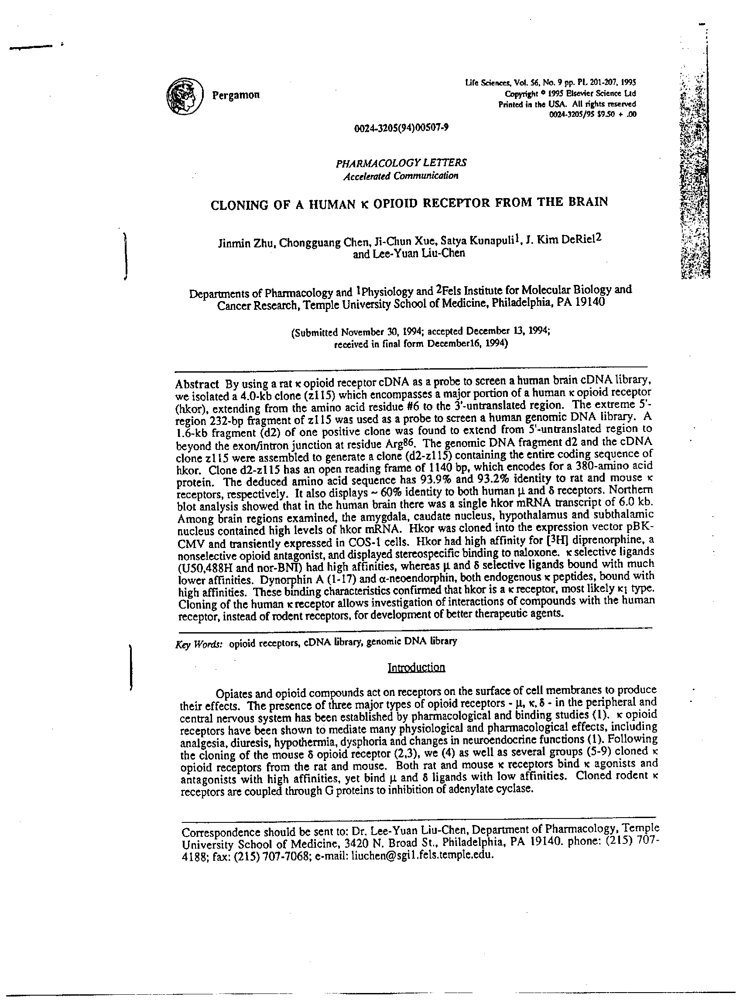 Pergamon
Life Sciences, Vol. 56, No. 9 pp. PL 201-207, 1995
Copyright © 1995 Elsevier Science Ltd
Printed in the USA. All rights reserved
0024-3205/95 $9.50 + .00
0024-3205(94)00507-9
PHARMACOLOGY LETTERS
Accelerated Communication
CLONING OF A HUMAN κ OPIOID RECEPTOR FROM THE BRAIN
Jinmin Zhu, Chongguang Chen, Ji-Chun Xue, Satya Kunapuli1, J. Kim DeRiel2
and Lee-Yuan Liu-Chen
Departments of Pharmacology and 1Physiology and 2Fels Institute for Molecular Biology and
Cancer Research, Temple University School of Medicine, Philadelphia, PA 19140
(Submitted November 30, 1994; accepted December 13, 1994;
received in final form December16, 1994)
Abstract By using a rat κ opioid receptor cDNA as a probe to screen a human brain cDNA library,
we isolated a 4.0-kb clone (z115) which encompasses a major portion of a human κ opioid receptor
(hkor), extending from the amino acid residue #6 to the 3'-untranslated region. The extreme 5'-
region 232-bp fragment of z115 was used as a probe to screen a human genomic DNA library. A
1.6-kb fragment (d2) of one positive clone was found to extend from 5'-untranslated region to
beyond the exon/intron junction at residue Arg86. The genomic DNA fragment d2 and the cDNA
clone z115 were assembled to generate a clone (d2-z115) containing the entire coding sequence of
hkor. Clone d2-z115 has an open reading frame of 1140 bp, which encodes for a 380-amino acid
protein. The deduced amino acid sequence has 93.9% and 93.2% identity to rat and mouse κ
receptors, respectively. It also displays ~ 60% identity to both human μ and δ receptors. Northern
blot analysis showed that in the human brain there was a single hkor mRNA transcript of 6.0 kb.
Among brain regions examined, the amygdala, caudate nucleus, hypothalamus and subthalamic
nucleus contained high levels of hkor mRNA. Hkor was cloned into the expression vector pBK-
CMV and transiently expressed in COS-1 cells. Hkor had high affinity for [3H] diprenorphine, a
nonselective opioid antagonist, and displayed stereospecific binding to naloxone. κ selective ligands
(U50,488H and nor-BNI) had high affinities, whereas μ and δ selective ligands bound with much
lower affinities. Dynorphin A (1-17) and α-neoendorphin, both endogenous κ peptides, bound with
high affinities. These binding characteristics confirmed that hkor is a κ receptor, most likely κ1 type.
Cloning of the human κ receptor allows investigation of interactions of compounds with the human
receptor, instead of rodent receptors, for development of better therapeutic agents.
Key Words: opioid receptors, cDNA library, genomic DNA library
Introduction
Opiates and opioid compounds act on receptors on the surface of cell membranes to produce
their effects. The presence of three major types of opioid receptors - μ, κ, δ - in the peripheral and
central nervous system has been established by pharmacological and binding studies (1). κ opioid
receptors have been shown to mediate many physiological and pharmacological effects, including
analgesia, diuresis, hypothermia, dysphoria and changes in neuroendocrine functions (1). Following
the cloning of the mouse δ opioid receptor (2,3), we (4) as well as several groups (5-9) cloned κ
opioid receptors from the rat and mouse. Both rat and mouse κ receptors bind κ agonists and
antagonists with high affinities, yet bind μ and δ ligands with low affinities. Cloned rodent κ
receptors are coupled through G proteins to inhibition of adenylate cyclase.
Correspondence should be sent to: Dr. Lee-Yuan Liu-Chen, Department of Pharmacology, Temple
University School of Medicine, 3420 N. Broad St., Philadelphia, PA 19140. phone: (215) 707-
4188; fax: (215) 707-7068; e-mail: liuchen@sgi1.fels.temple.edu.